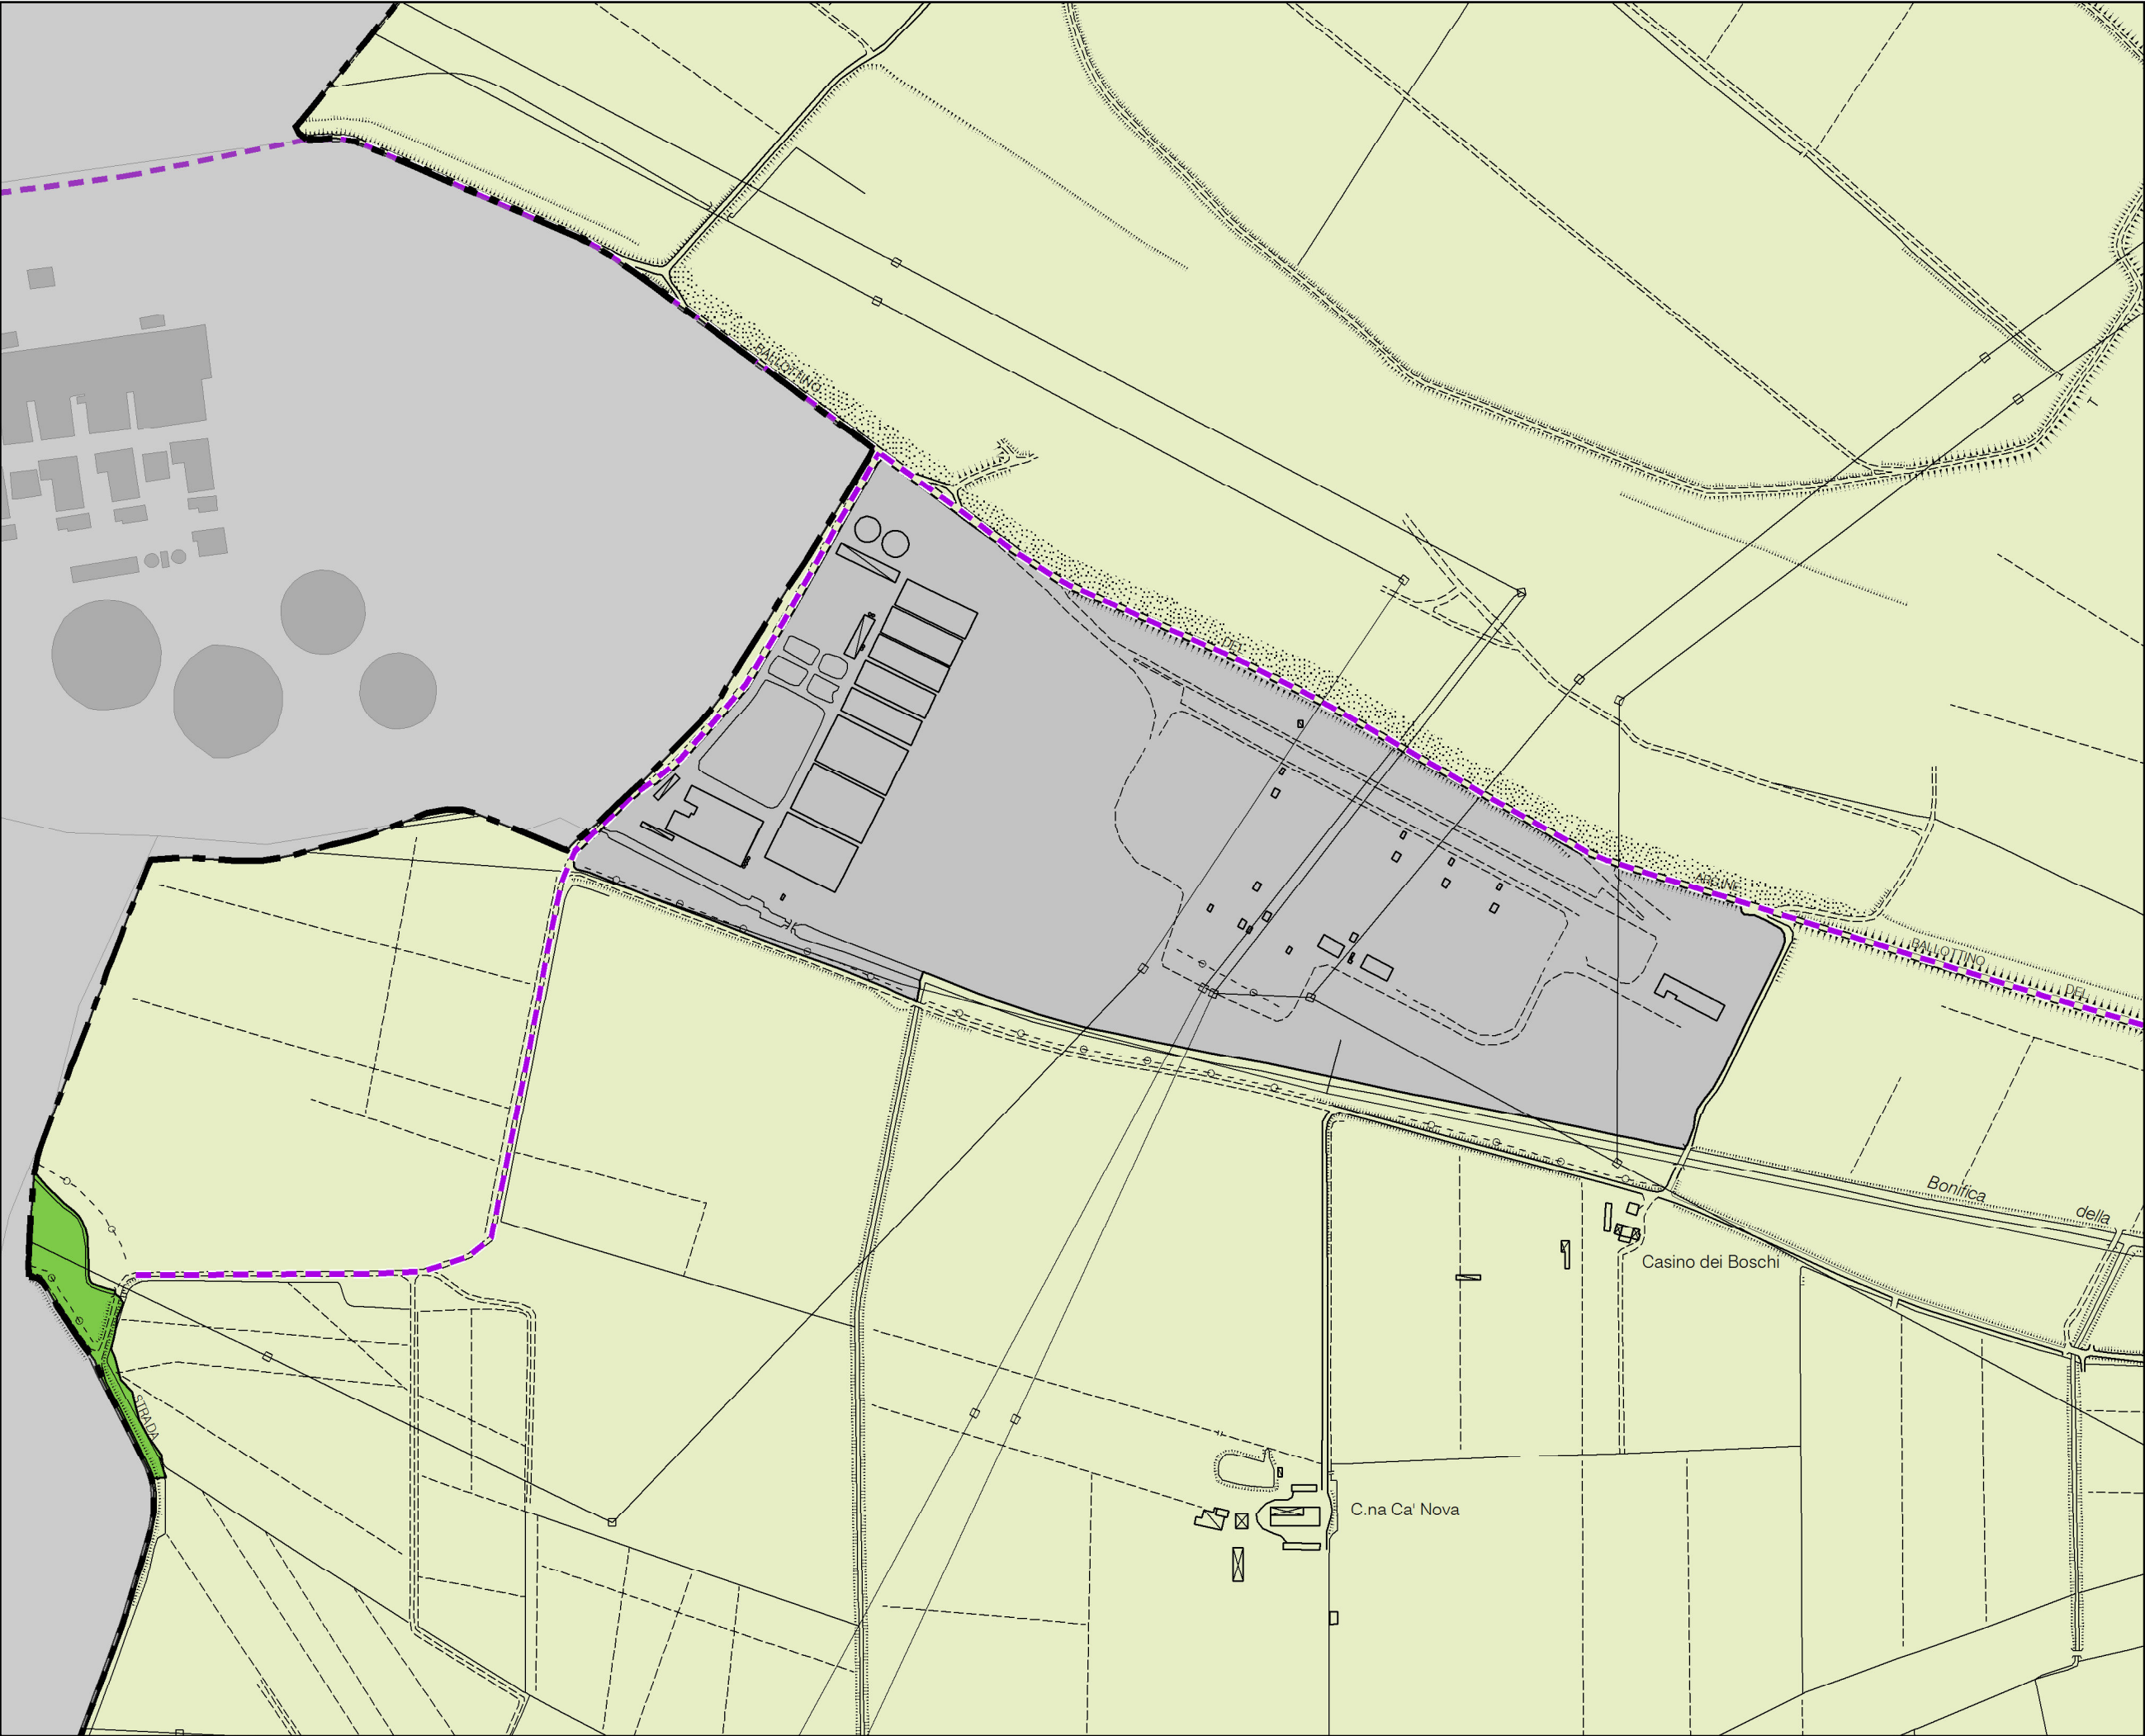 BALLOTTINO
DEL
ARGINE
BALLOTTINO
DEL
Bonifica
della
Casino dei Boschi
STRADA
C.na Ca' Nova
T